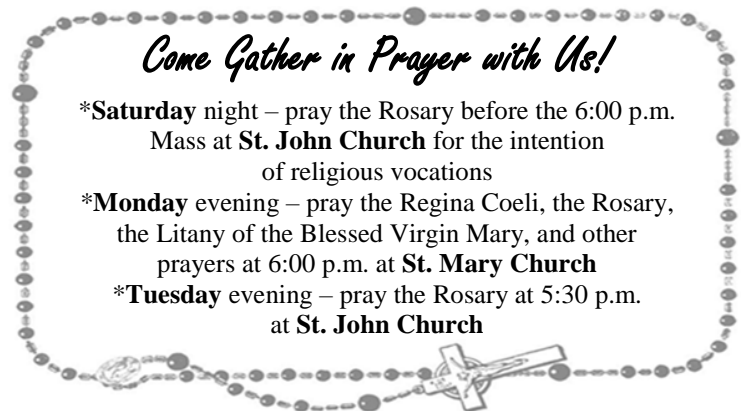 Come Gather in Prayer with Us!
*Saturday night – pray the Rosary before the 6:00 p.m.
Mass at St. John Church for the intention
of religious vocations
*Monday evening – pray the Regina Coeli, the Rosary,
the Litany of the Blessed Virgin Mary, and other
prayers at 6:00 p.m. at St. Mary Church
*Tuesday evening – pray the Rosary at 5:30 p.m.
at St. John Church